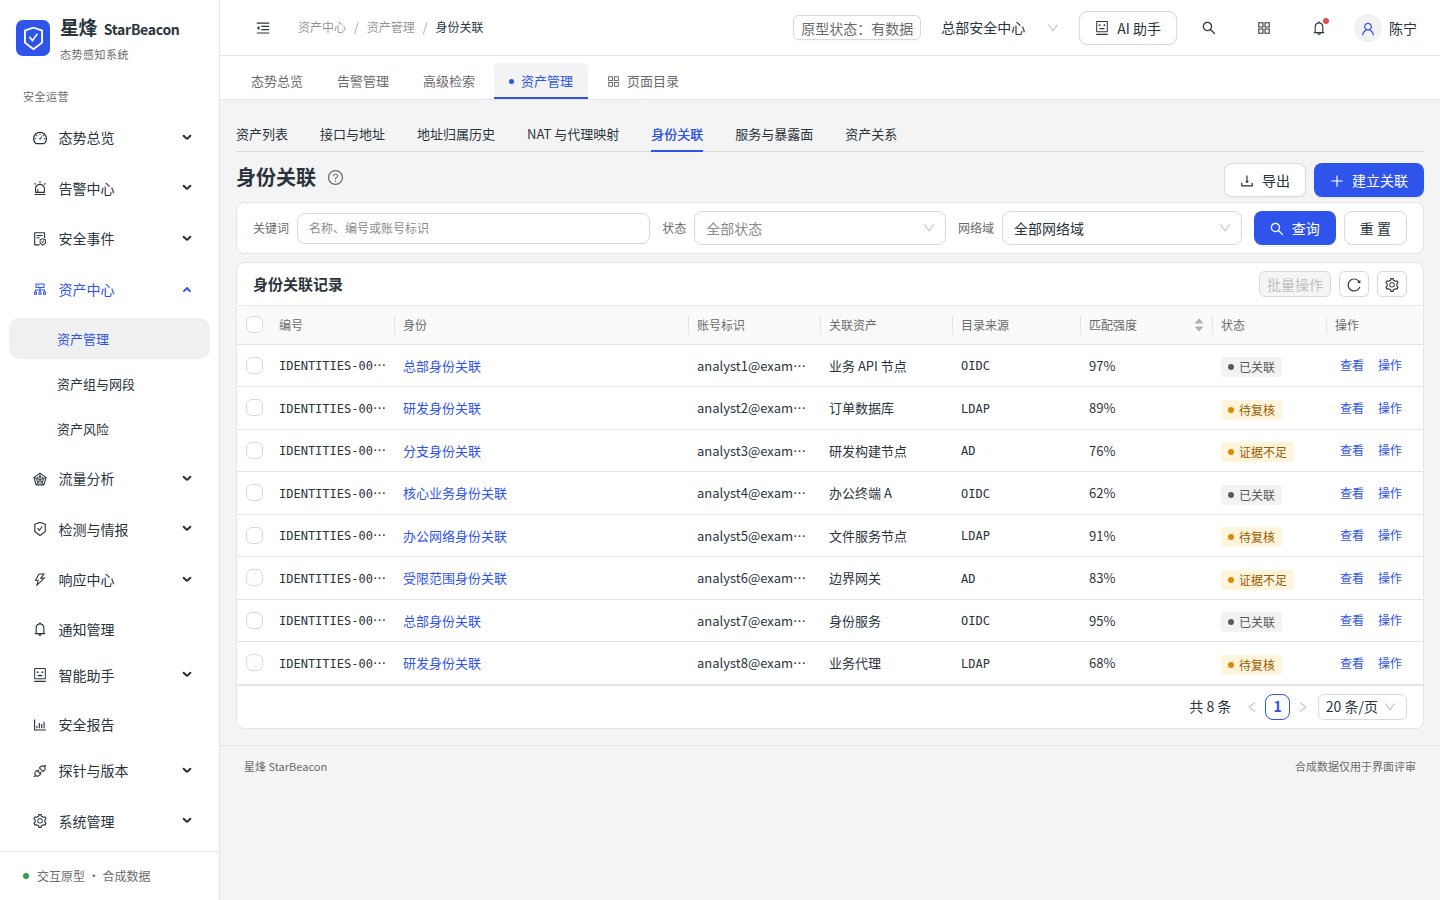 星烽 StarBeacon
态势感知系统
安全运营
态势总览
告警中心
安全事件
资产中心
资产管理
资产组与网段
资产风险
流量分析
检测与情报
响应中心
通知管理
智能助手
安全报告
探针与版本
系统管理
交互原型 · 合成数据
资产中心 / 资产管理 / 身份关联
原型状态：有数据
总部安全中心
AI 助手
陈宁
态势总览 告警管理 高级检索 资产管理 页面目录
资产列表 接口与地址 地址归属历史 NAT 与代理映射 身份关联 服务与暴露面 资产关系
身份关联
导出 建立关联
关键词 名称、编号或账号标识 状态 全部状态 网络域 全部网络域 查询 重 置
身份关联记录
批量操作
编号 身份 账号标识 关联资产 目录来源 匹配强度 状态 操作
IDENTITIES-00··· 总部身份关联 analyst1@exam··· 业务 API 节点 OIDC 97% 已关联 查看 操作
IDENTITIES-00··· 研发身份关联 analyst2@exam··· 订单数据库 LDAP 89% 待复核 查看 操作
IDENTITIES-00··· 分支身份关联 analyst3@exam··· 研发构建节点 AD 76% 证据不足 查看 操作
IDENTITIES-00··· 核心业务身份关联 analyst4@exam··· 办公终端 A OIDC 62% 已关联 查看 操作
IDENTITIES-00··· 办公网络身份关联 analyst5@exam··· 文件服务节点 LDAP 91% 待复核 查看 操作
IDENTITIES-00··· 受限范围身份关联 analyst6@exam··· 边界网关 AD 83% 证据不足 查看 操作
IDENTITIES-00··· 总部身份关联 analyst7@exam··· 身份服务 OIDC 95% 已关联 查看 操作
IDENTITIES-00··· 研发身份关联 analyst8@exam··· 业务代理 LDAP 68% 待复核 查看 操作
共 8 条 1 20 条/页
星烽 StarBeacon
合成数据仅用于界面评审